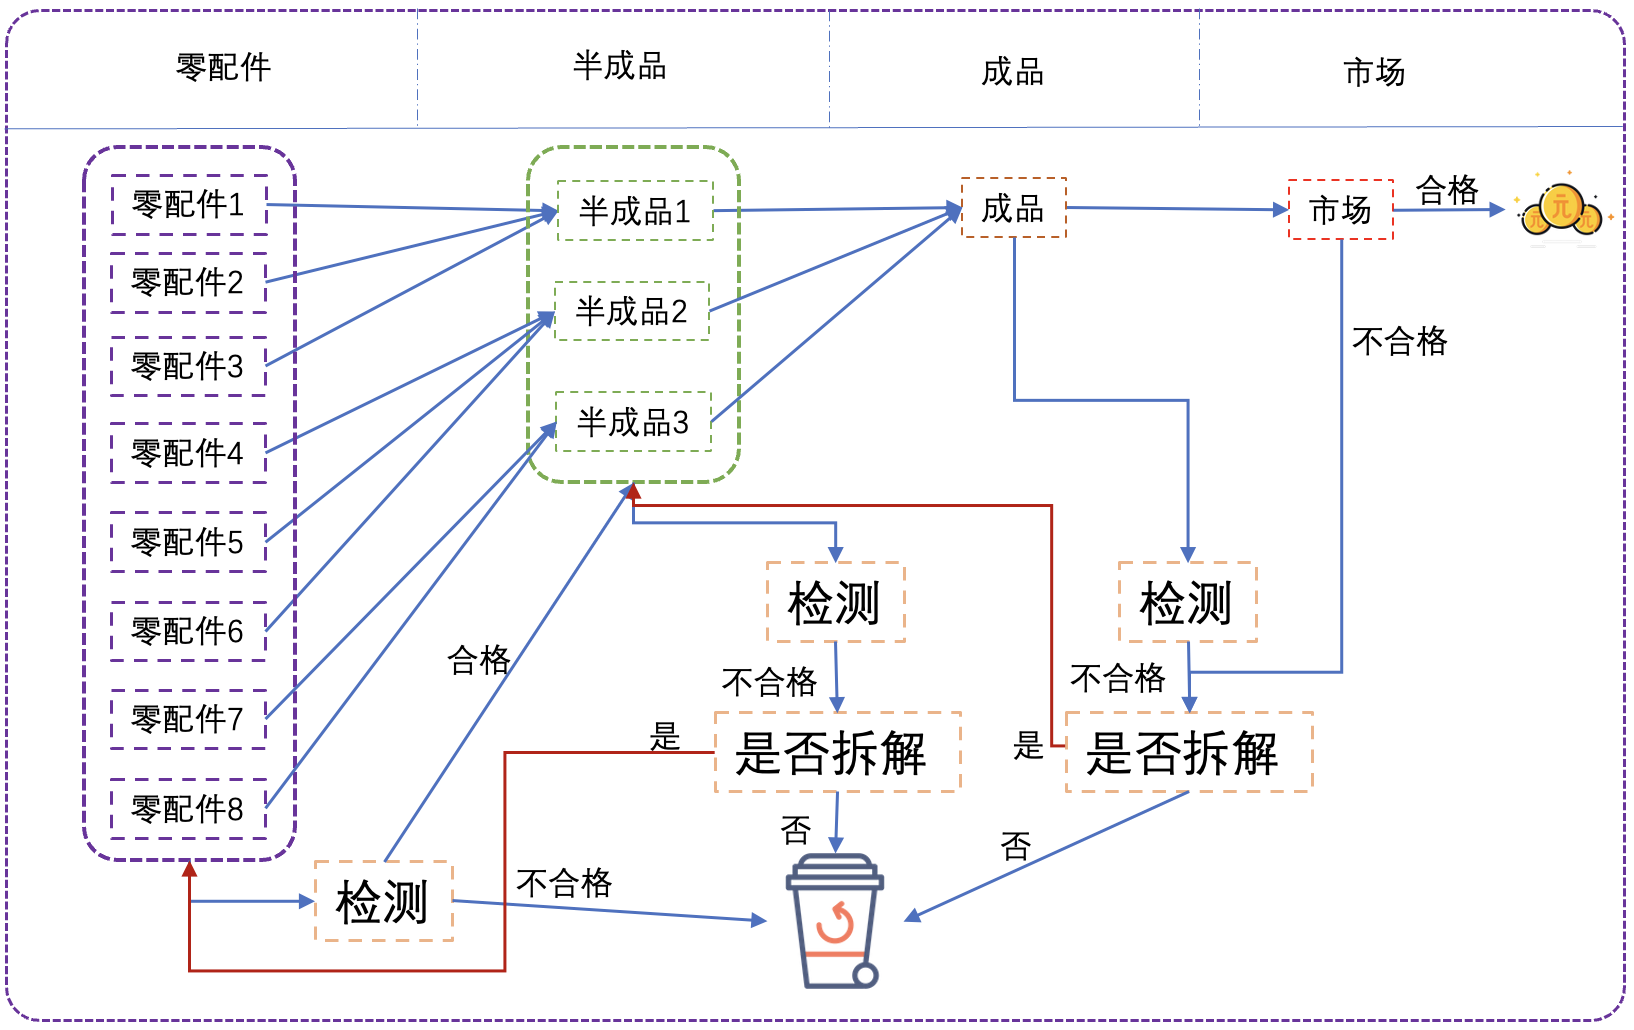 零配件
半成品
成品
市场
零配件1
零配件2
零配件3
零配件4
零配件5
零配件6
零配件7
零配件8
半成品1
半成品2
半成品3
成品
市场
合格
元
元
元
不合格
检测
检测
合格
不合格
不合格
是
是否拆解
是
是否拆解
否
否
检测
不合格